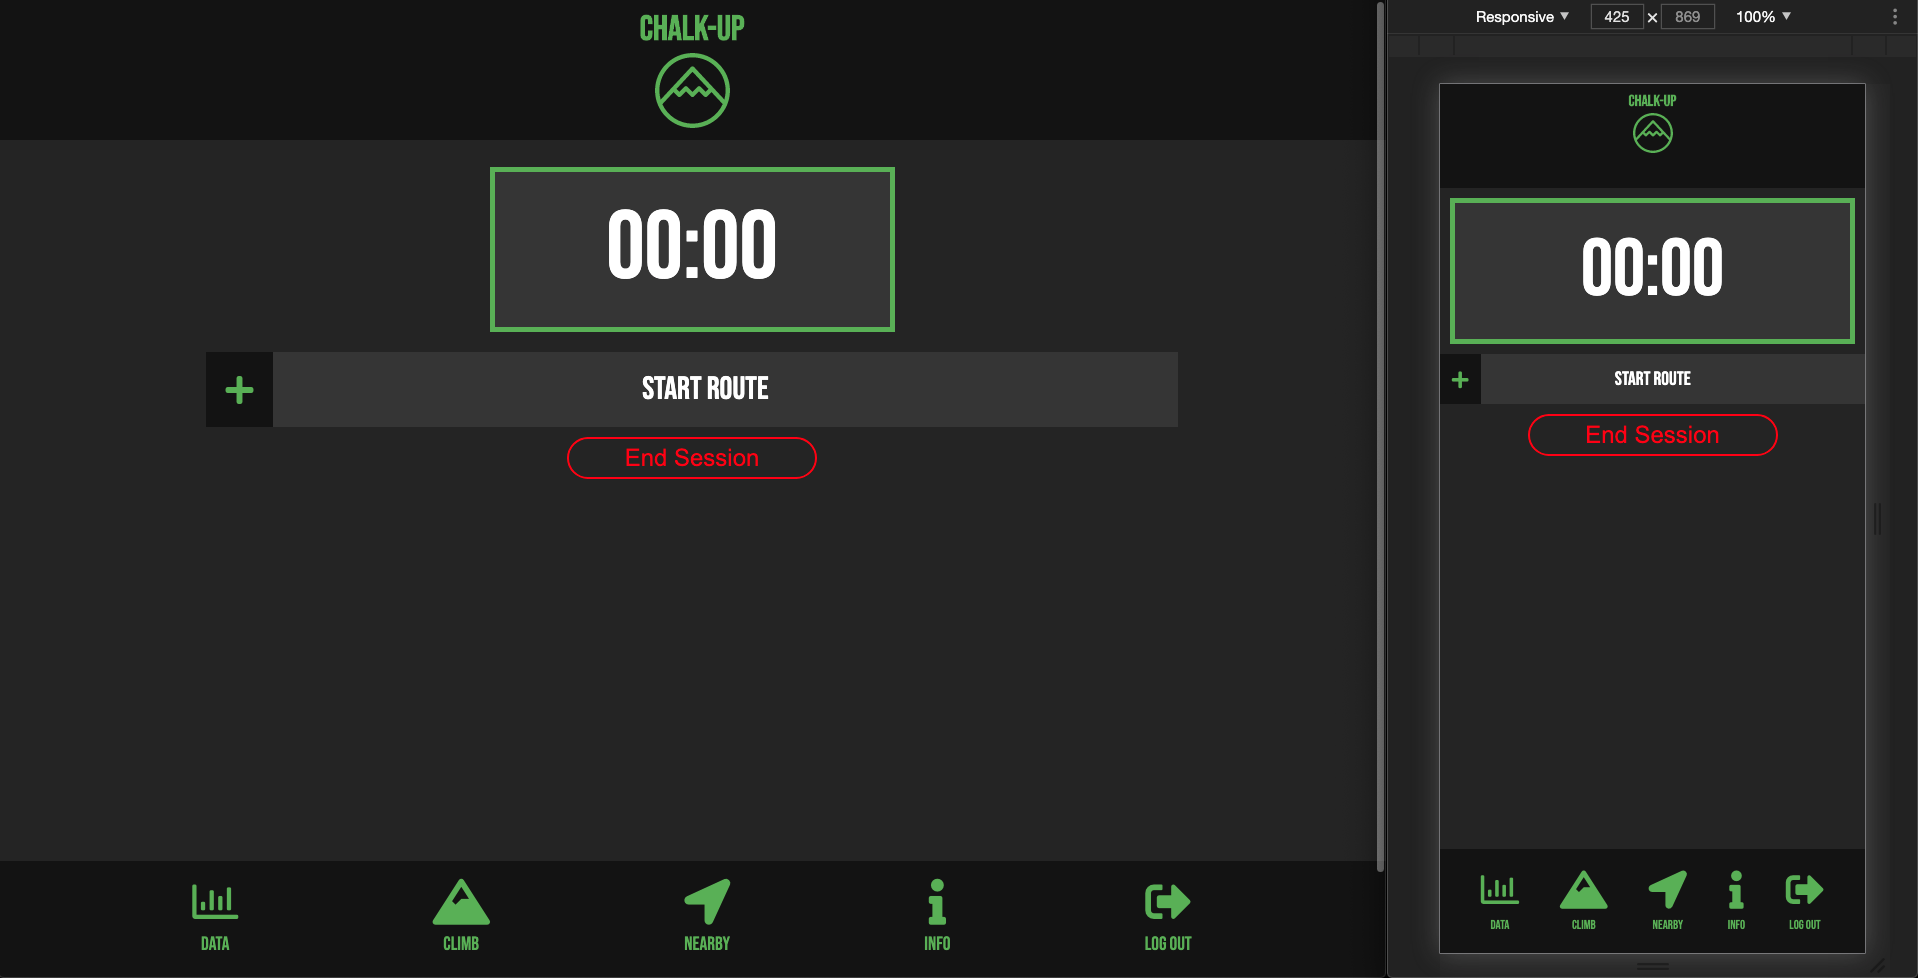 CHALK-UP
00:00
START ROUTE
End Session
DATA
CLIMB
NEARBY
INFO
LOG OUT
Responsive
425 × 869
100%
CHALK-UP
00:00
START ROUTE
End Session
DATA
CLIMB
NEARBY
INFO
LOG OUT